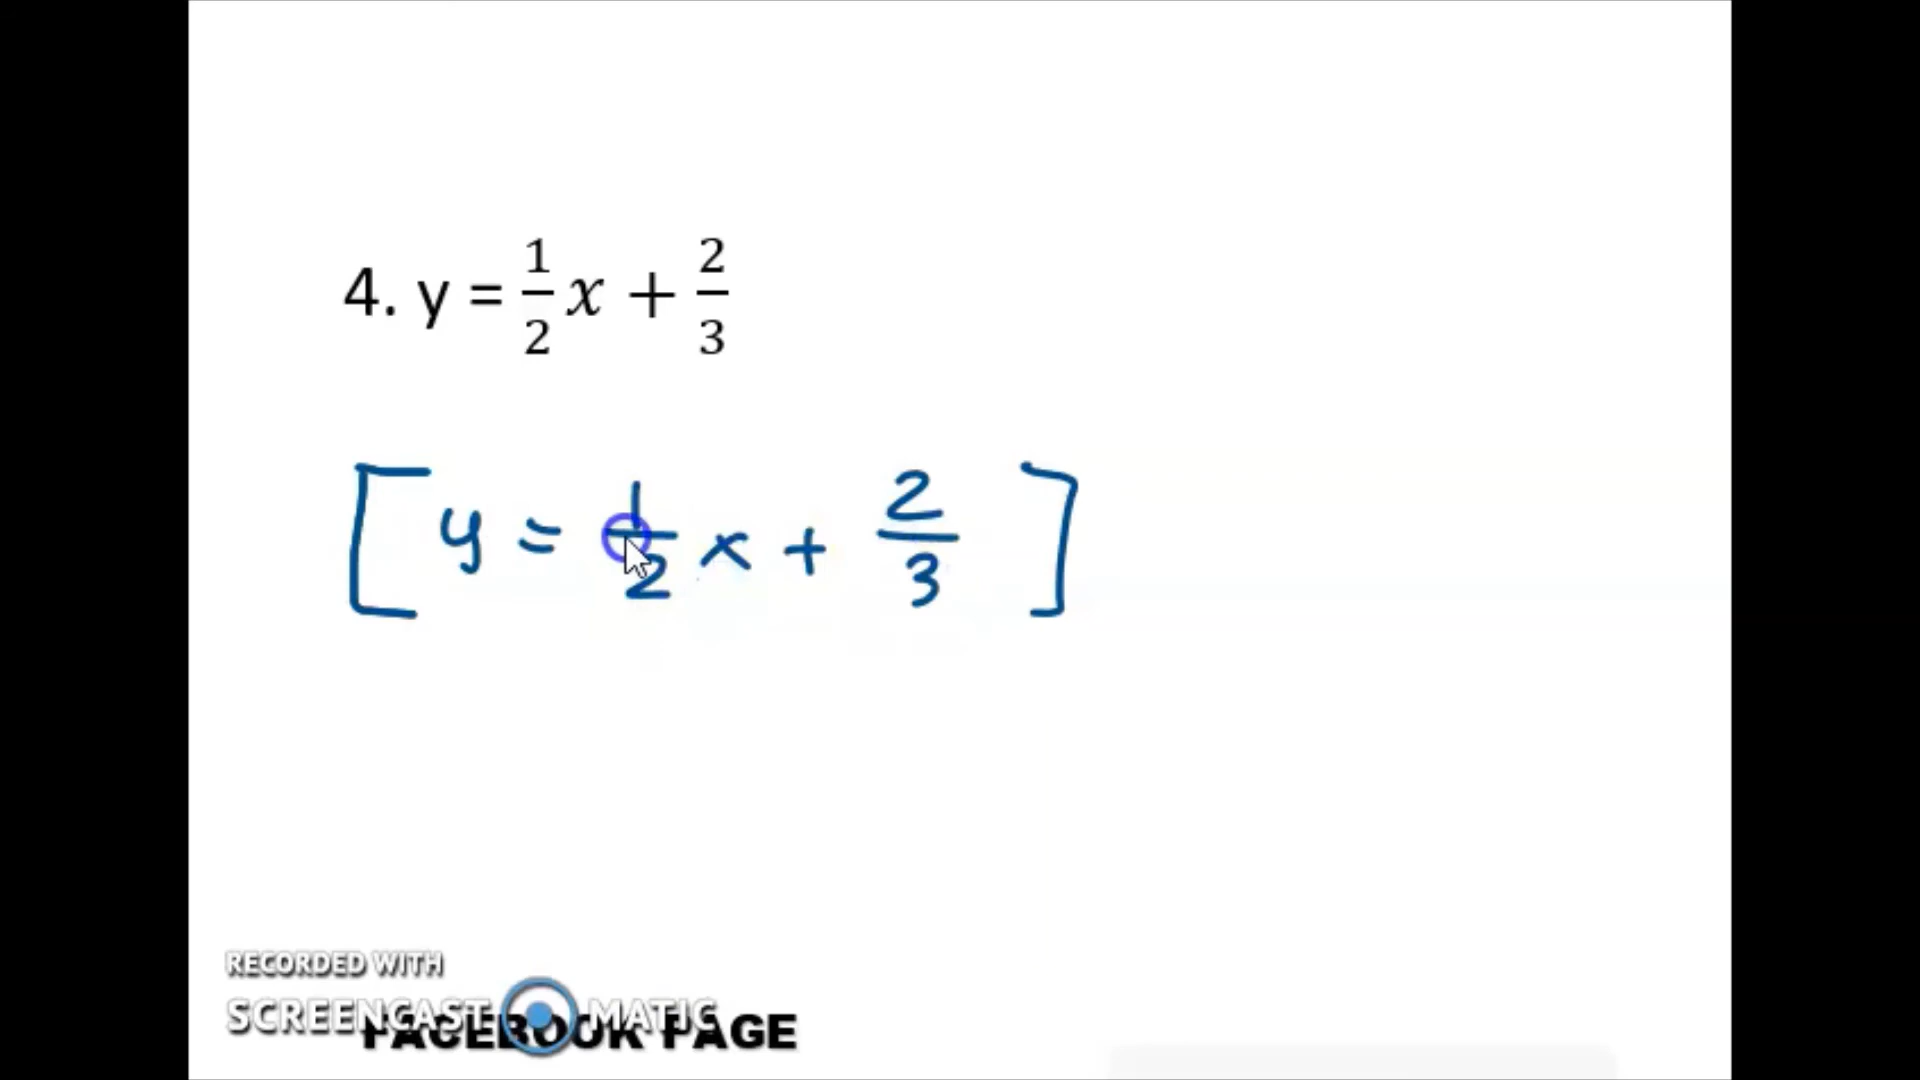 4. y = 1/2 x + 2/3
[ y = 1/2 x + 2/3 ]
RECORDED WITH
SCREENCAST MATIC
FACEBOOK PAGE